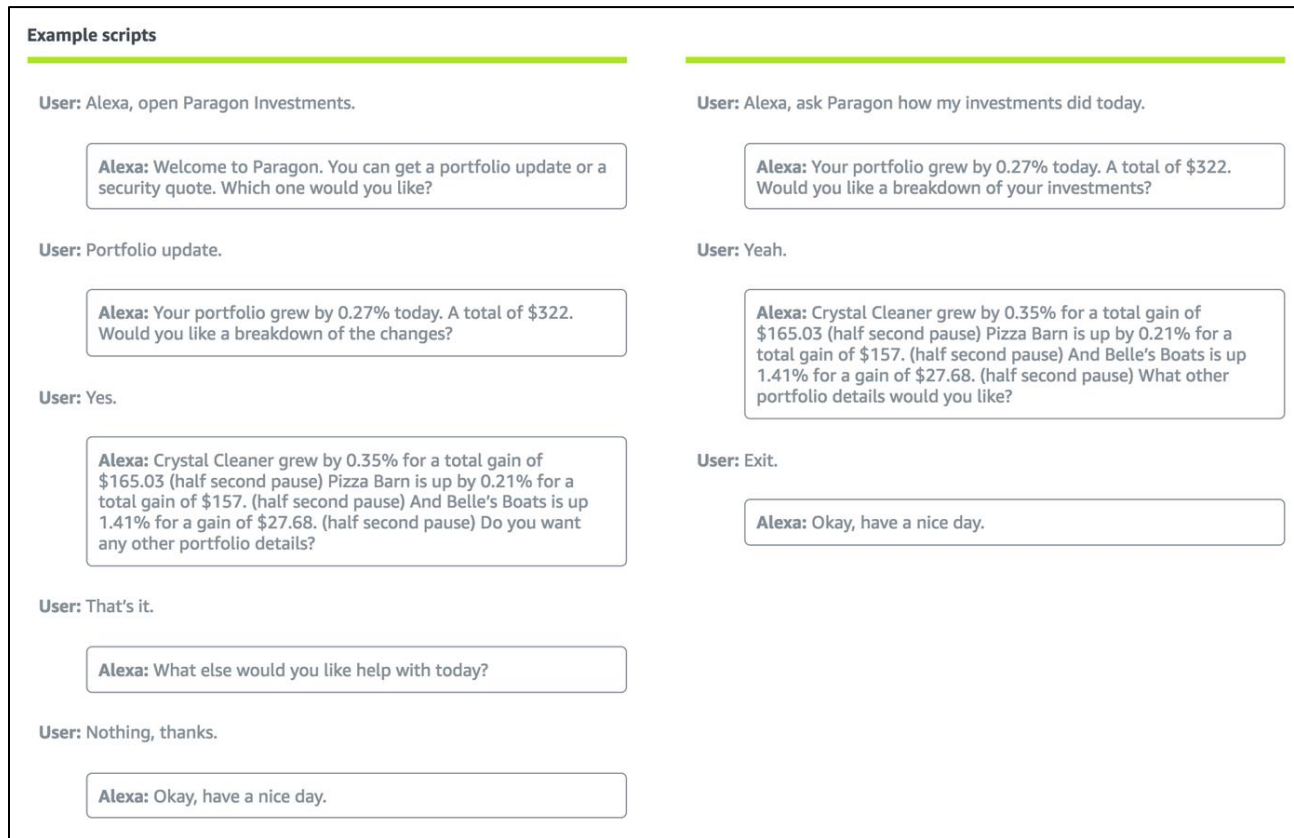 Example scripts
User: Alexa, open Paragon Investments.
Alexa: Welcome to Paragon. You can get a portfolio update or a
security quote. Which one would you like?
User: Portfolio update.
Alexa: Your portfolio grew by 0.27% today. A total of $322.
Would you like a breakdown of the changes?
User: Yes.
Alexa: Crystal Cleaner grew by 0.35% for a total gain of
$165.03 (half second pause) Pizza Barn is up by 0.21% for a
total gain of $157. (half second pause) And Belle’s Boats is up
1.41% for a gain of $27.68. (half second pause) Do you want
any other portfolio details?
User: That’s it.
Alexa: What else would you like help with today?
User: Nothing, thanks.
Alexa: Okay, have a nice day.
User: Alexa, ask Paragon how my investments did today.
Alexa: Your portfolio grew by 0.27% today. A total of $322.
Would you like a breakdown of your investments?
User: Yeah.
Alexa: Crystal Cleaner grew by 0.35% for a total gain of
$165.03 (half second pause) Pizza Barn is up by 0.21% for a
total gain of $157. (half second pause) And Belle’s Boats is up
1.41% for a gain of $27.68. (half second pause) What other
portfolio details would you like?
User: Exit.
Alexa: Okay, have a nice day.